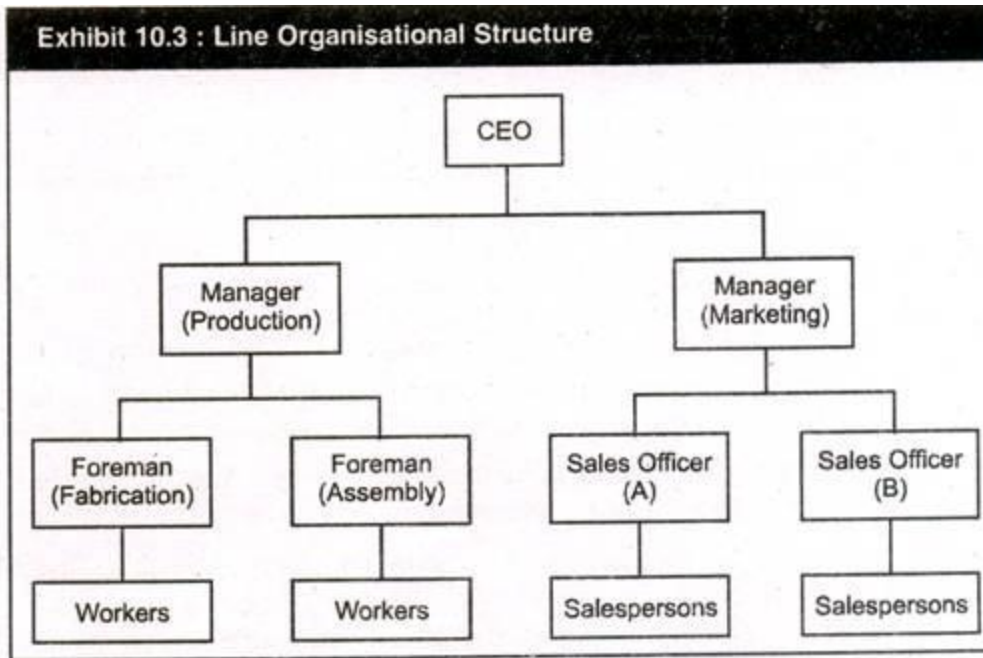 Exhibit 10.3 : Line Organisational Structure
CEO
Manager
(Production)
Manager
(Marketing)
Foreman
(Fabrication)
Foreman
(Assembly)
Sales Officer
(A)
Sales Officer
(B)
Workers
Workers
Salespersons
Salespersons